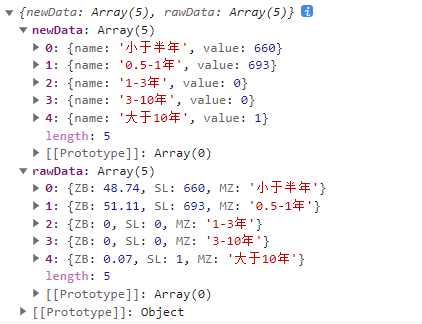 ▼ {newData: Array(5), rawData: Array(5)} i
▼ newData: Array(5)
▶ 0: {name: '小于半年', value: 660}
▶ 1: {name: '0.5-1年', value: 693}
▶ 2: {name: '1-3年', value: 0}
▶ 3: {name: '3-10年', value: 0}
▶ 4: {name: '大于10年', value: 1}
length: 5
▶ [[Prototype]]: Array(0)
▼ rawData: Array(5)
▶ 0: {ZB: 48.74, SL: 660, MZ: '小于半年'}
▶ 1: {ZB: 51.11, SL: 693, MZ: '0.5-1年'}
▶ 2: {ZB: 0, SL: 0, MZ: '1-3年'}
▶ 3: {ZB: 0, SL: 0, MZ: '3-10年'}
▶ 4: {ZB: 0.07, SL: 1, MZ: '大于10年'}
length: 5
▶ [[Prototype]]: Array(0)
▶ [[Prototype]]: Object